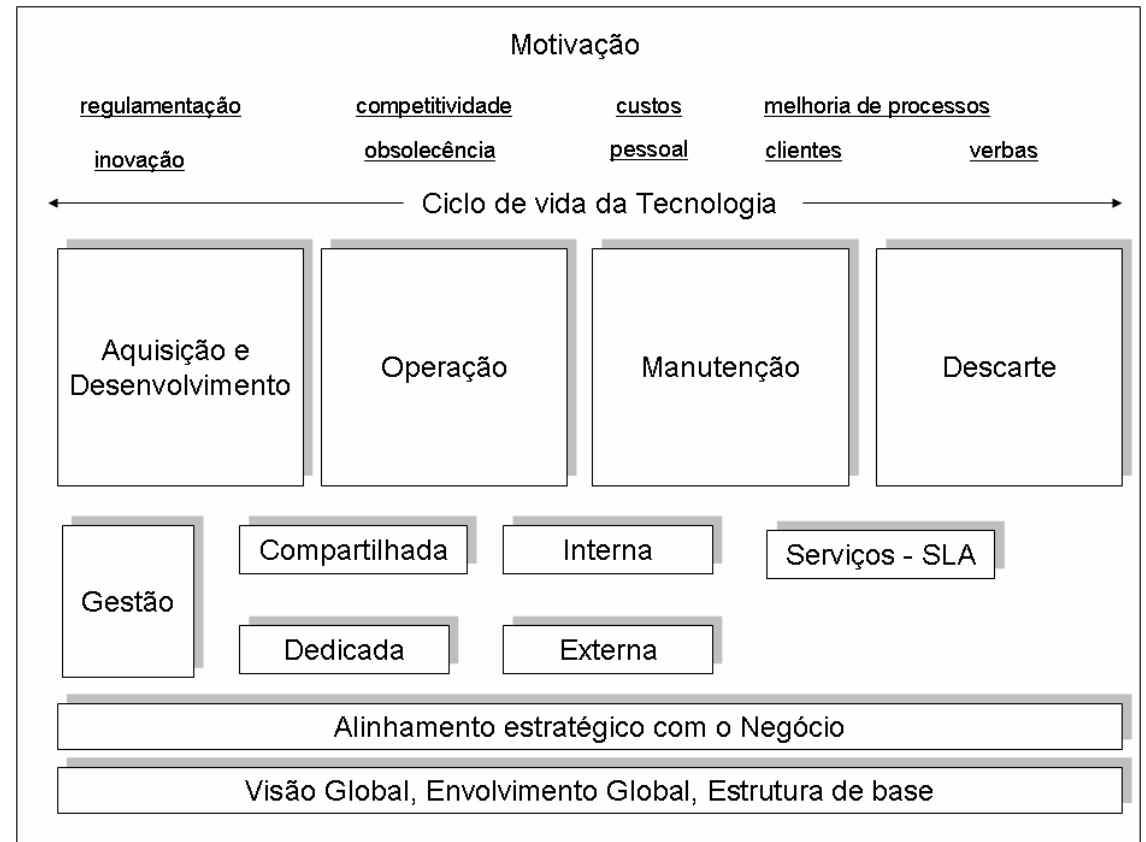 Motivação
regulamentação competitividade custos melhoria de processos
inovação obsolecência pessoal clientes verbas
Ciclo de vida da Tecnologia
Aquisição e
Desenvolvimento
Operação
Manutenção
Descarte
Gestão
Compartilhada
Interna
Serviços - SLA
Dedicada
Externa
Alinhamento estratégico com o Negócio
Visão Global, Envolvimento Global, Estrutura de base